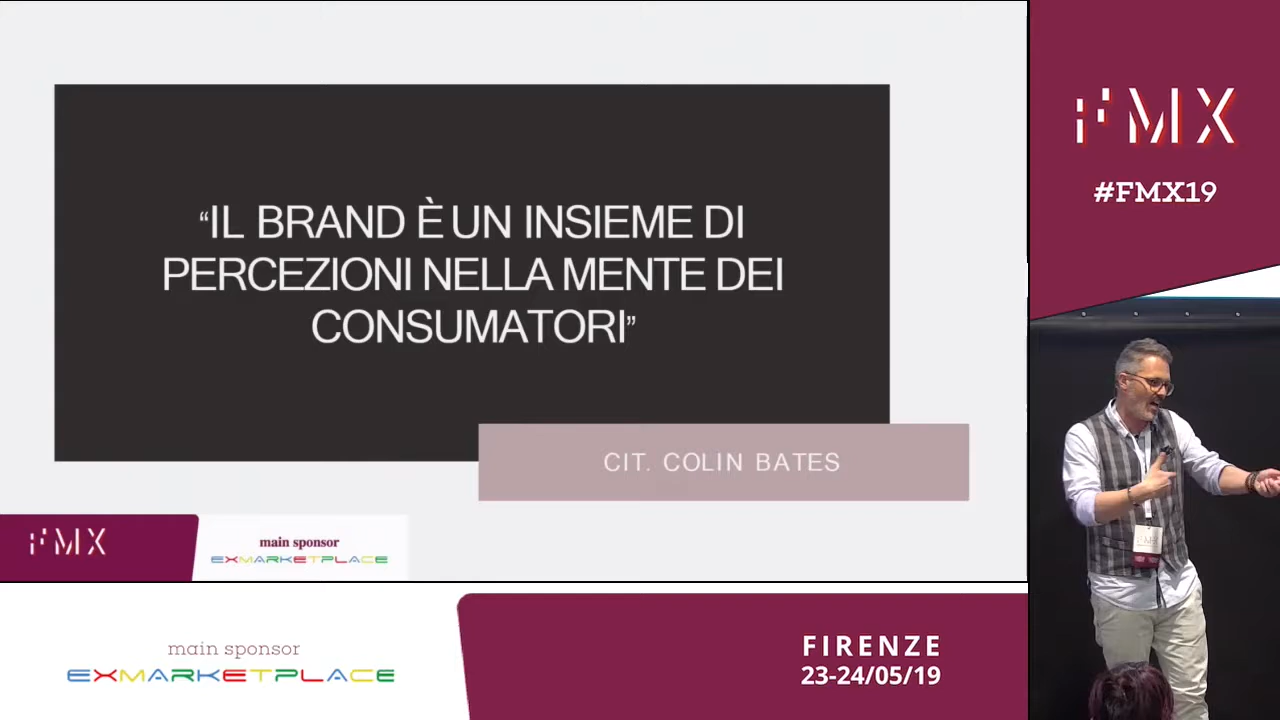 “IL BRAND È UN INSIEME DI
PERCEZIONI NELLA MENTE DEI
CONSUMATORI”
CIT. COLIN BATES
FMX
main sponsor
EXMARKETPLACE
main sponsor
EXMARKETPLACE
FIRENZE
23-24/05/19
FMX
#FMX19
FMX